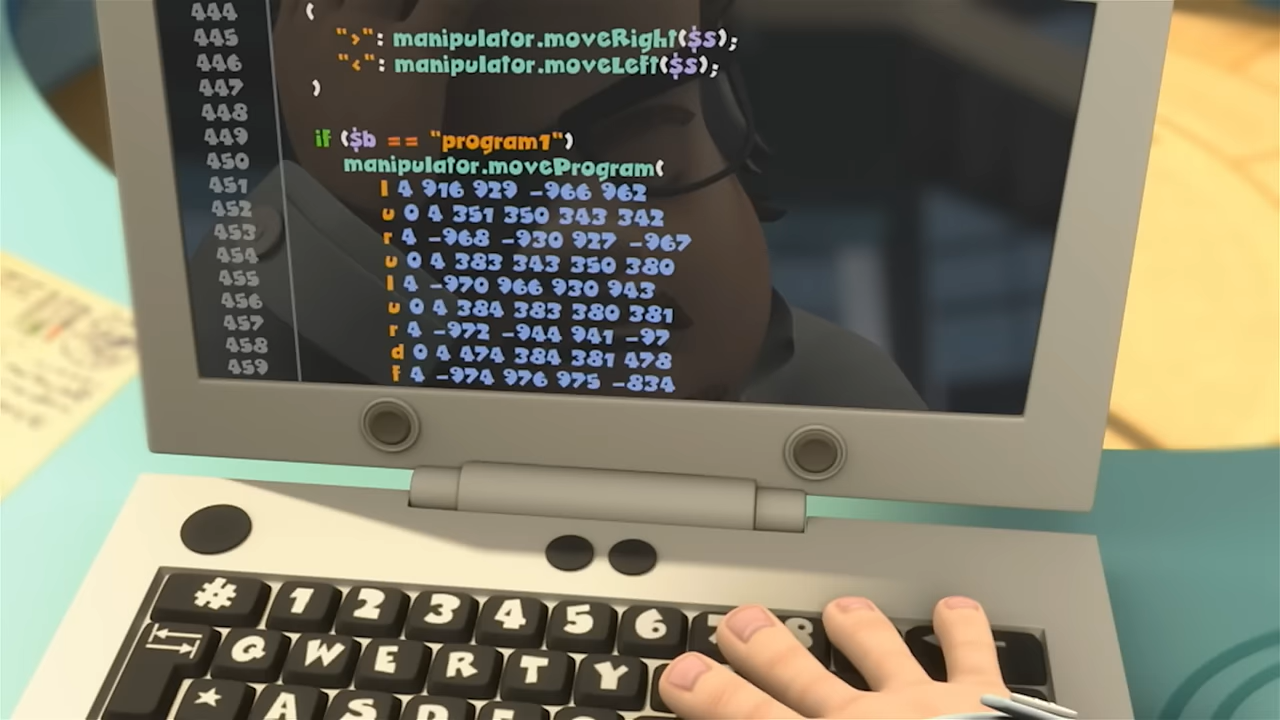 444 (
445 ">": manipulator.moveRight($s);
446 "<": manipulator.moveLeft($s);
447 )
448
449 if ($b == "program1")
450 manipulator.moveProgram(
451 l 4 916 929 -966 962
452 u 0 4 351 350 343 342
453 r 4 -968 -930 927 -967
454 u 0 4 383 343 350 380
455 l 4 -970 966 930 943
456 u 0 4 384 383 380 381
457 r 4 -972 -944 941 -97
458 d 0 4 474 384 381 478
459 f 4 -974 976 975 -834
# 1 2 3 4 5 6 7 8
Q W E R T Y
* A S D F